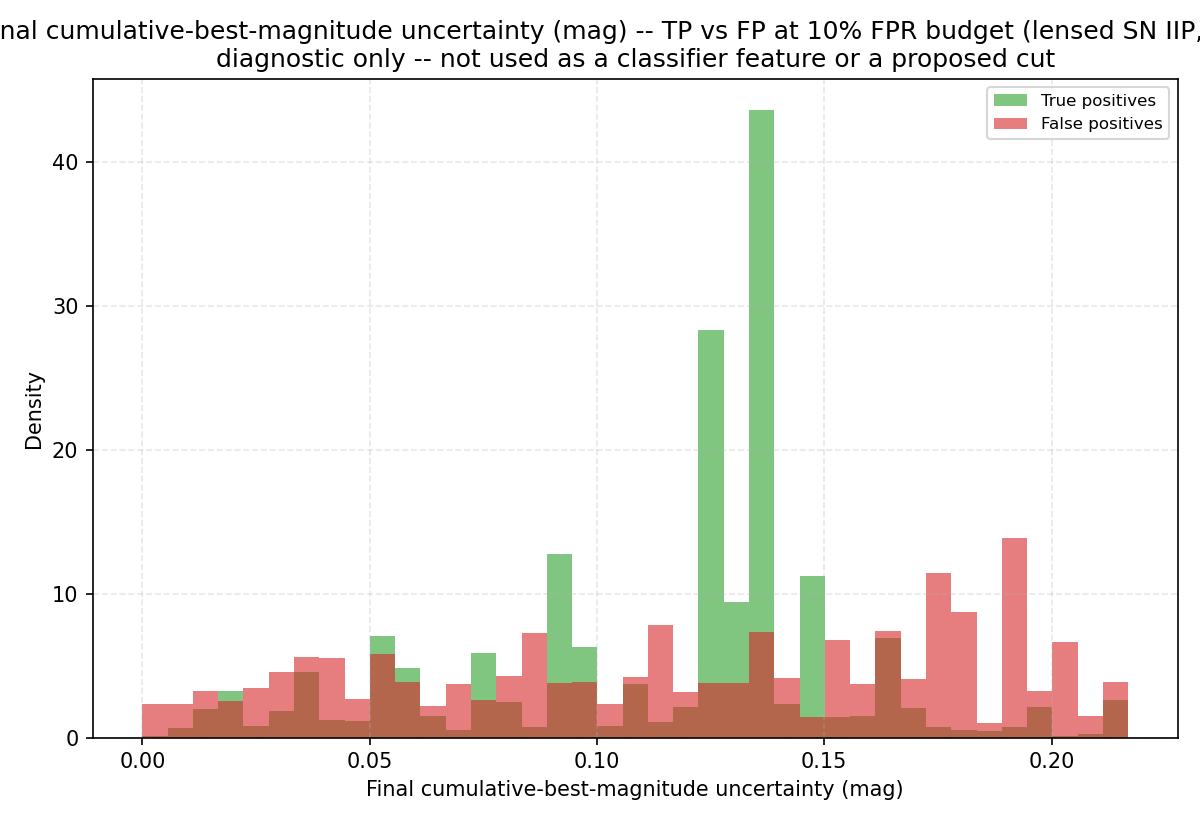 nal cumulative-best-magnitude uncertainty (mag) -- TP vs FP at 10% FPR budget (lensed SN IIP,
diagnostic only -- not used as a classifier feature or a proposed cut
True positives
False positives
40
30
20
10
0
Density
0.00 0.05 0.10 0.15 0.20
Final cumulative-best-magnitude uncertainty (mag)